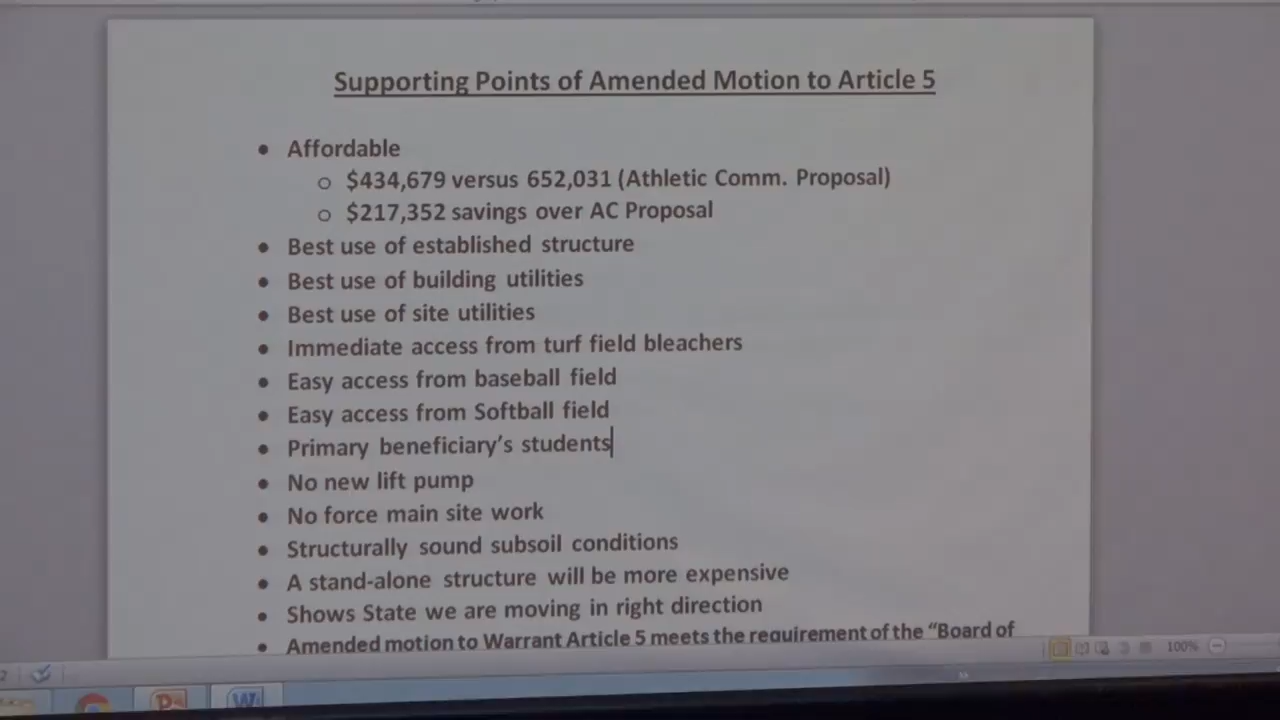 Supporting Points of Amended Motion to Article 5
• Affordable
o $434,679 versus 652,031 (Athletic Comm. Proposal)
o $217,352 savings over AC Proposal
• Best use of established structure
• Best use of building utilities
• Best use of site utilities
• Immediate access from turf field bleachers
• Easy access from baseball field
• Easy access from Softball field
• Primary beneficiary's students
• No new lift pump
• No force main site work
• Structurally sound subsoil conditions
• A stand-alone structure will be more expensive
• Shows State we are moving in right direction
• Amended motion to Warrant Article 5 meets the requirement of the "Board of
100%